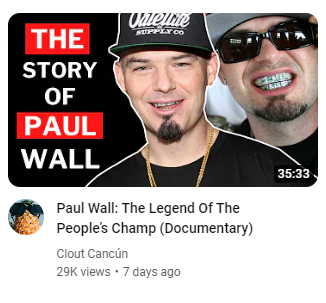 Outlite
SUPPLY CO
THE
STORY
OF
PAUL
WALL
35:33
Paul Wall: The Legend Of The
People's Champ (Documentary)
Clout Cancún
29K views • 7 days ago